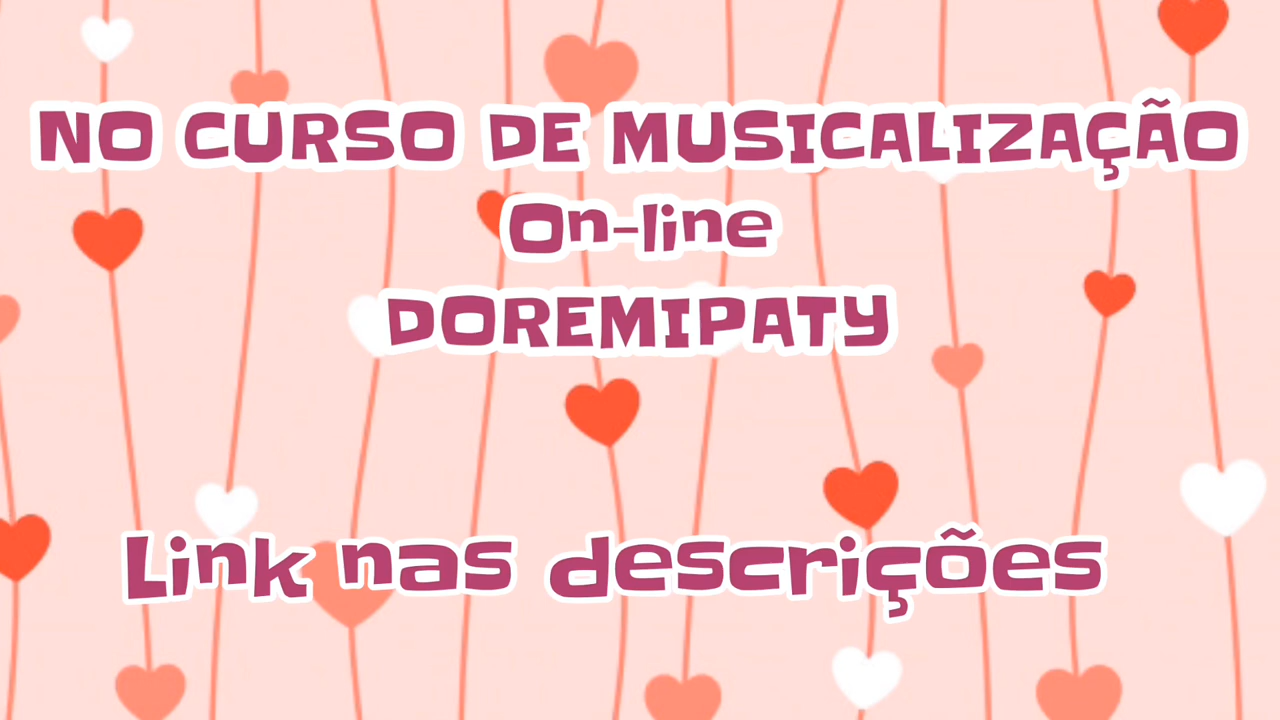 NO CURSO DE MUSICALIZAÇÃO
On-line
DOREMIPATY
Link nas descrições